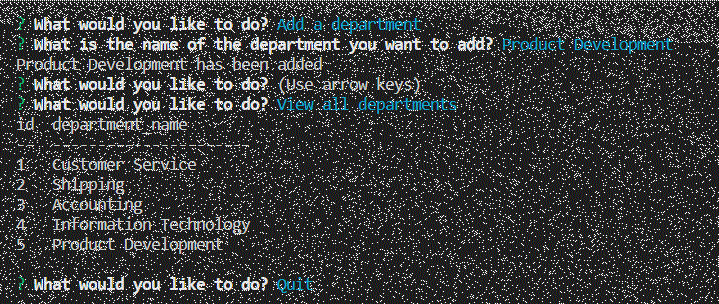 ? What would you like to do? Add a department
? What is the name of the department you want to add? Product Development
Product Development has been added
? What would you like to do? (Use arrow keys)
? What would you like to do? View all departments
id  department_name
--  ----------------------
1   Customer Service
2   Shipping
3   Accounting
4   Information Technology
5   Product Development
? What would you like to do? Quit